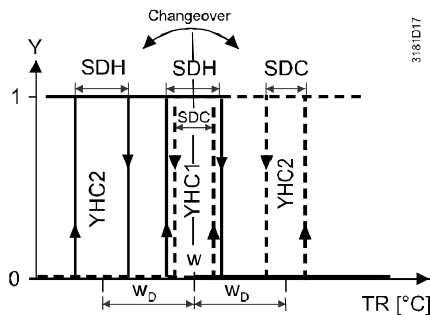 Changeover
3181D17
Y
SDH SDH SDC
1
SDC
YHC2 YHC1 YHC2
w
0
WD WD
TR [°C]